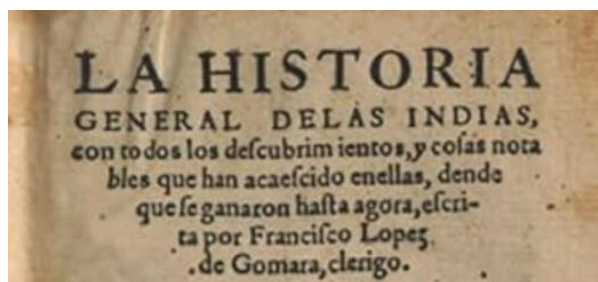 LA HISTORIA
GENERAL DELAS INDIAS,
con todos los deſcubrim ientos,y coſas nota
bles que han acaeſcido enellas, dende
que ſe ganaron haſta agora,eſcri-
ta por Franciſco Lopez
de Gomara,clerigo.